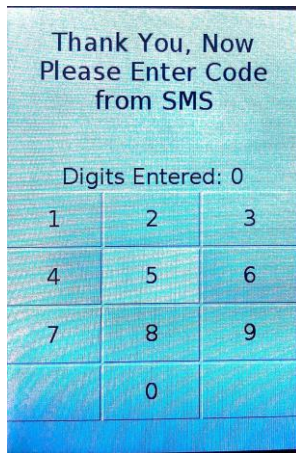 Thank You, Now
Please Enter Code
from SMS
Digits Entered: 0
1 2 3
4 5 6
7 8 9
0